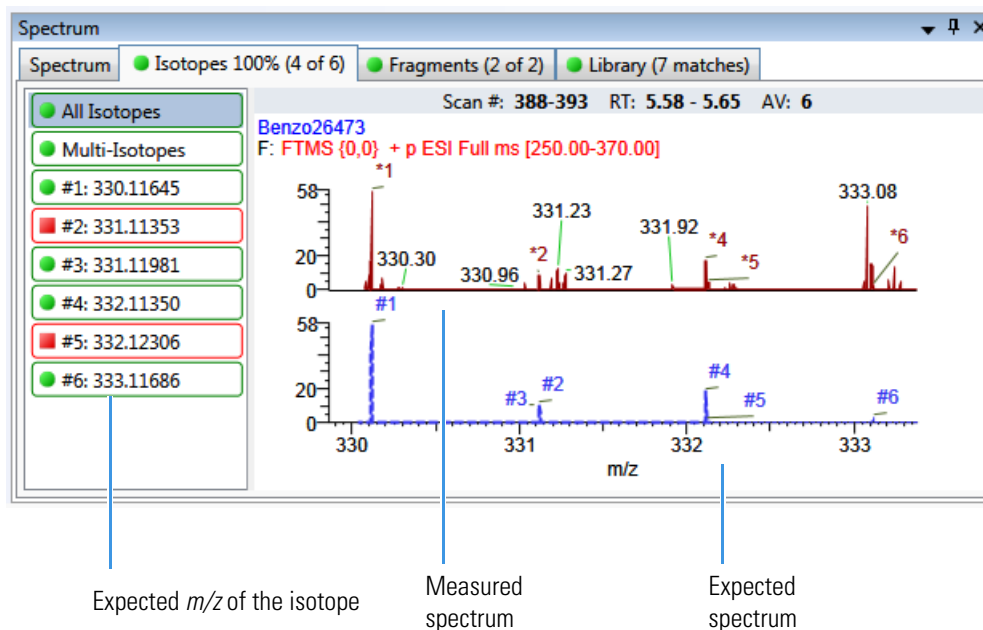 Spectrum
Spectrum
Isotopes 100% (4 of 6)
Fragments (2 of 2)
Library (7 matches)
All Isotopes
Multi-Isotopes
#1: 330.11645
#2: 331.11353
#3: 331.11981
#4: 332.11350
#5: 332.12306
#6: 333.11686
Scan #: 388-393 RT: 5.58 - 5.65 AV: 6
Benzo26473
F: FTMS {0,0} + p ESI Full ms [250.00-370.00]
*1
58
333.08
331.23
331.92
*4
*6
20
330.30
*2
*5
330.96
331.27
0
#1
58
20
#3
#2
#4
#5
#6
0
330
331
332
333
m/z
Expected m/z of the isotope
Measured
spectrum
Expected
spectrum